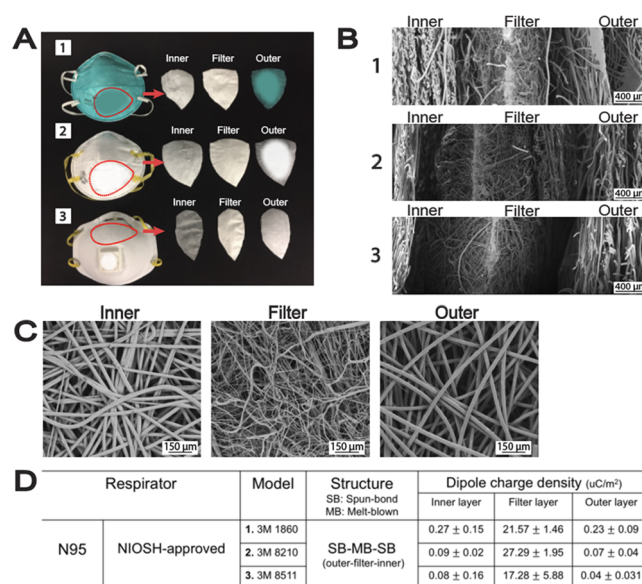 A
1
Inner Filter Outer
2
Inner Filter Outer
3
Inner Filter Outer
B
Inner Filter Outer
1
400 µm
Inner Filter Outer
2
400 µm
Inner Filter Outer
3
400 µm
C
Inner Filter Outer
150 µm 150 µm 150 µm
D
Respirator Model Structure Dipole charge density (uC/m²)
SB: Spun-bond
MB: Melt-blown
Inner layer Filter layer Outer layer
N95 NIOSH-approved SB-MB-SB
(outer-filter-inner)
1. 3M 1860 0.27 ± 0.15 21.57 ± 1.46 0.23 ± 0.09
2. 3M 8210 0.09 ± 0.02 27.29 ± 1.95 0.07 ± 0.04
3. 3M 8511 0.08 ± 0.16 17.28 ± 5.88 0.04 ± 0.031